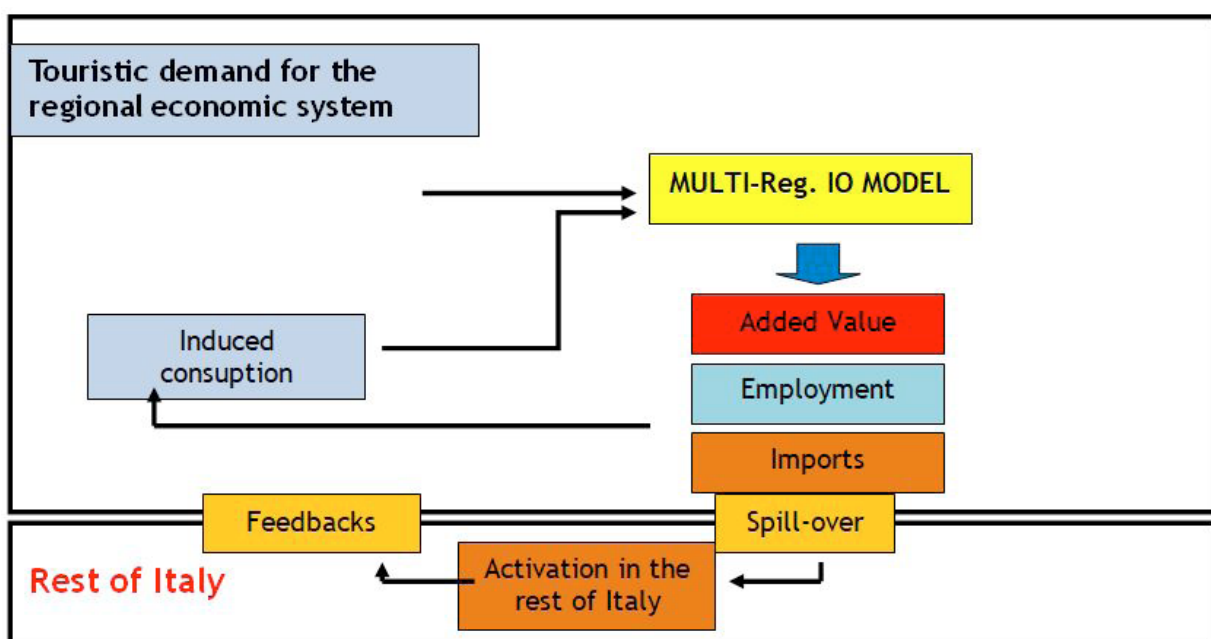 Touristic demand for the
regional economic system
MULTI-Reg. IO MODEL
Added Value
Induced
consuption
Employment
Imports
Feedbacks
Spill-over
Rest of Italy
Activation in the
rest of Italy